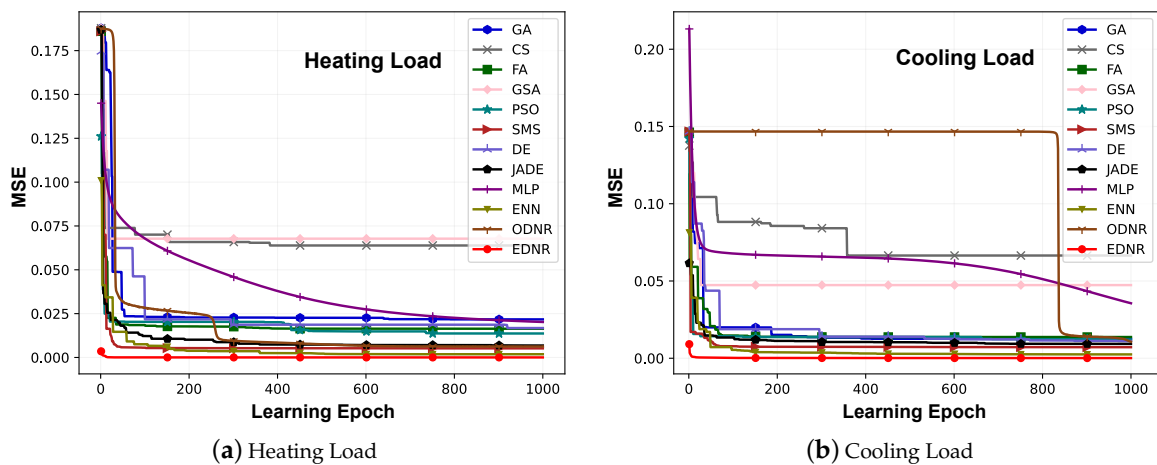 Heating Load
MSE
0.175
0.150
0.125
0.100
0.075
0.050
0.025
0.000
0
200
400
600
800
1000
Learning Epoch
GA
CS
FA
GSA
PSO
SMS
DE
JADE
MLP
ENN
ODNR
EDNR
(a) Heating Load
Cooling Load
MSE
0.20
0.15
0.10
0.05
0.00
0
200
400
600
800
1000
Learning Epoch
GA
CS
FA
GSA
PSO
SMS
DE
JADE
MLP
ENN
ODNR
EDNR
(b) Cooling Load